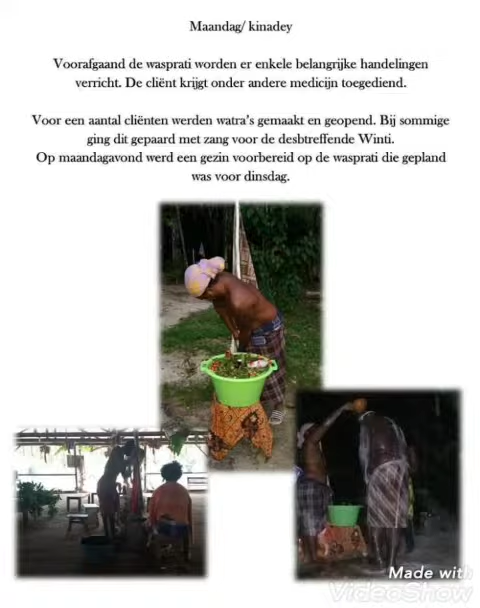 Maandag/ kinadey
Voorafgaand de wasprati worden er enkele belangrijke handelingen
verricht. De cliënt krijgt onder andere medicijn toegediend.
Voor een aantal cliënten werden watra's gemaakt en geopend. Bij sommige
ging dit gepaard met zang voor de desbtreffende Winti.
Op maandagavond werd een gezin voorbereid op de wasprati die gepland
was voor dinsdag.
Made with
VideoShow